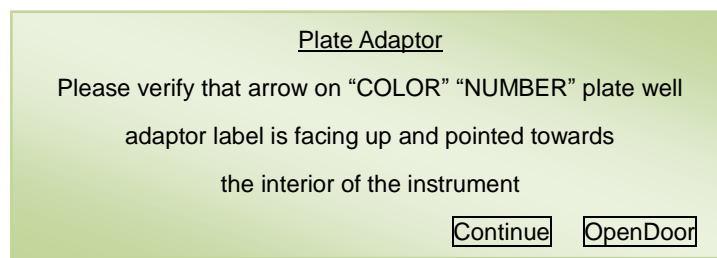 Plate Adaptor
Please verify that arrow on “COLOR” “NUMBER” plate well
adaptor label is facing up and pointed towards
the interior of the instrument
Continue OpenDoor